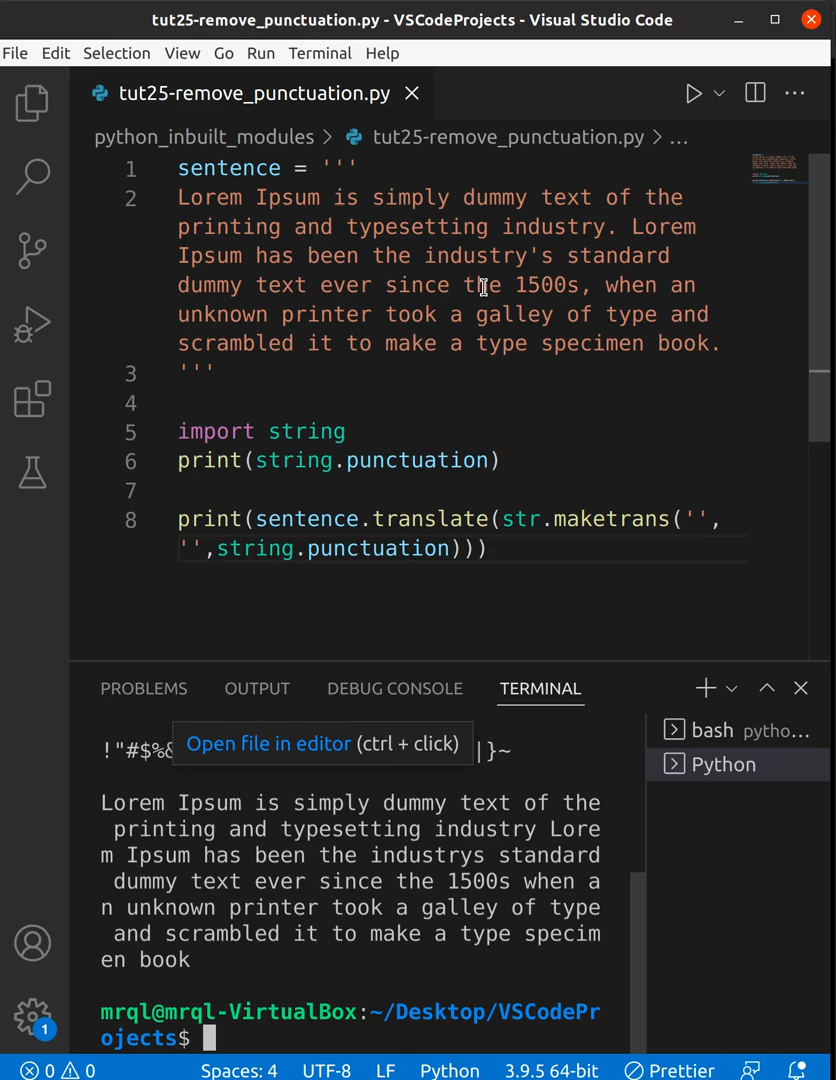 tut25-remove_punctuation.py - VSCodeProjects - Visual Studio Code
File Edit Selection View Go Run Terminal Help
tut25-remove_punctuation.py
python_inbuilt_modules > tut25-remove_punctuation.py > ...
1 sentence = '''
2 Lorem Ipsum is simply dummy text of the
printing and typesetting industry. Lorem
Ipsum has been the industry's standard
dummy text ever since the 1500s, when an
unknown printer took a galley of type and
scrambled it to make a type specimen book.
3 '''
4
5 import string
6 print(string.punctuation)
7
8 print(sentence.translate(str.maketrans('',
'',string.punctuation)))
PROBLEMS OUTPUT DEBUG CONSOLE TERMINAL
bash pytho...
Python
Open file in editor (ctrl + click)
!"#$%& |}~
Lorem Ipsum is simply dummy text of the
printing and typesetting industry Lore
m Ipsum has been the industrys standard
dummy text ever since the 1500s when a
n unknown printer took a galley of type
and scrambled it to make a type specim
en book
mrql@mrql-VirtualBox:~/Desktop/VSCodePr
ojects$
1
0 0 Spaces: 4 UTF-8 LF Python 3.9.5 64-bit Prettier